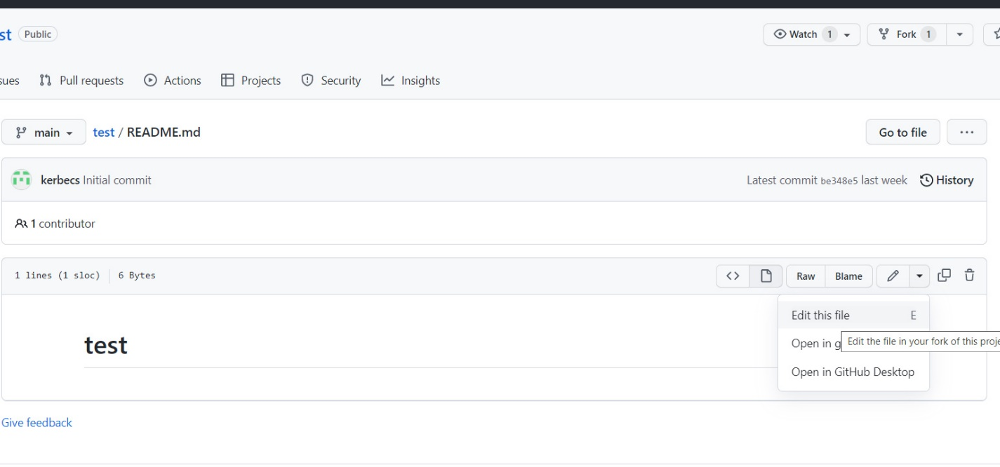 st Public Watch 1 Fork 1
sues Pull requests Actions Projects Security Insights
main test / README.md Go to file ...
kerbecs Initial commit Latest commit be348e5 last week History
1 contributor
1 lines (1 sloc) 6 Bytes Raw Blame
Edit this file E
test
Open in g Edit the file in your fork of this proje
Open in GitHub Desktop
Give feedback